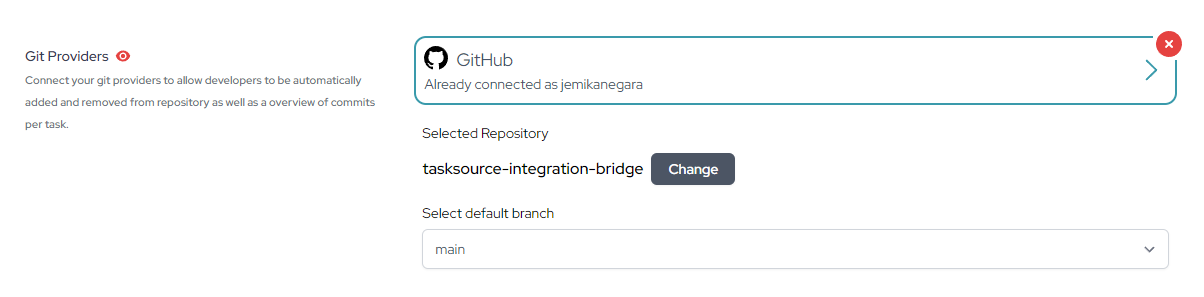 Git Providers
Connect your git providers to allow developers to be automatically
added and removed from repository as well as a overview of commits
per task.
GitHub
Already connected as jemikanegara
Selected Repository
tasksource-integration-bridge
Change
Select default branch
main